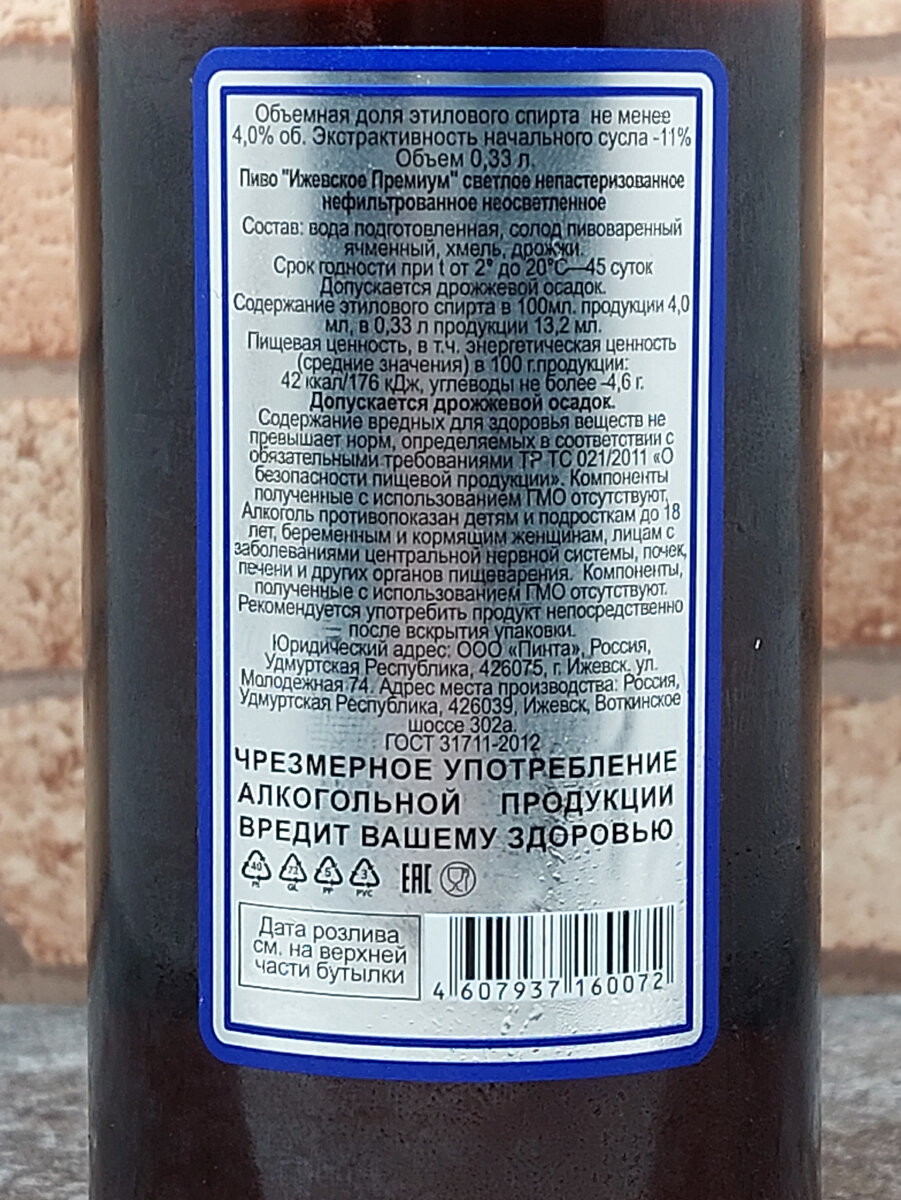 Объемная доля этилового спирта не менее
4,0% об. Экстрактивность начального сусла -11%
Объем 0,33 л.
Пиво "Ижевское Премиум" светлое непастеризованное
нефильтрованное неосветленное
Состав: вода подготовленная, солод пивоваренный
ячменный, хмель, дрожжи.
Срок годности при t от 2° до 20°С—45 суток
Допускается дрожжевой осадок.
Содержание этилового спирта в 100мл. продукции 4,0
мл, в 0,33 л продукции 13,2 мл.
Пищевая ценность, в т.ч. энергетическая ценность
(средние значения) в 100 г.продукции:
42 ккал/176 кДж, углеводы не более -4,6 г.
Допускается дрожжевой осадок.
Содержание вредных для здоровья веществ не
превышает норм, определяемых в соответствии с
обязательными требованиями ТР ТС 021/2011 «О
безопасности пищевой продукции». Компоненты
полученные с использованием ГМО отсутствуют,
Алкоголь противопоказан детям и подросткам до 18
лет, беременным и кормящим женщинам, лицам с
заболеваниями центральной нервной системы, почек,
печени и других органов пищеварения. Компоненты,
полученные с использованием ГМО отсутствуют.
Рекомендуется употребить продукт непосредственно
после вскрытия упаковки.
Юридический адрес: ООО «Пинта», Россия,
Удмуртская Республика, 426075, г. Ижевск. ул.
Молодежная 74. Адрес места производства: Россия,
Удмуртская Республика, 426039, Ижевск, Воткинское
шоссе 302а.
ГОСТ 31711-2012
ЧРЕЗМЕРНОЕ УПОТРЕБЛЕНИЕ
АЛКОГОЛЬНОЙ ПРОДУКЦИИ
ВРЕДИТ ВАШЕМУ ЗДОРОВЬЮ
5 3 ЕАС
GL PP PVC
Дата розлива
см. на верхней
части бутылки
4 607937 160072